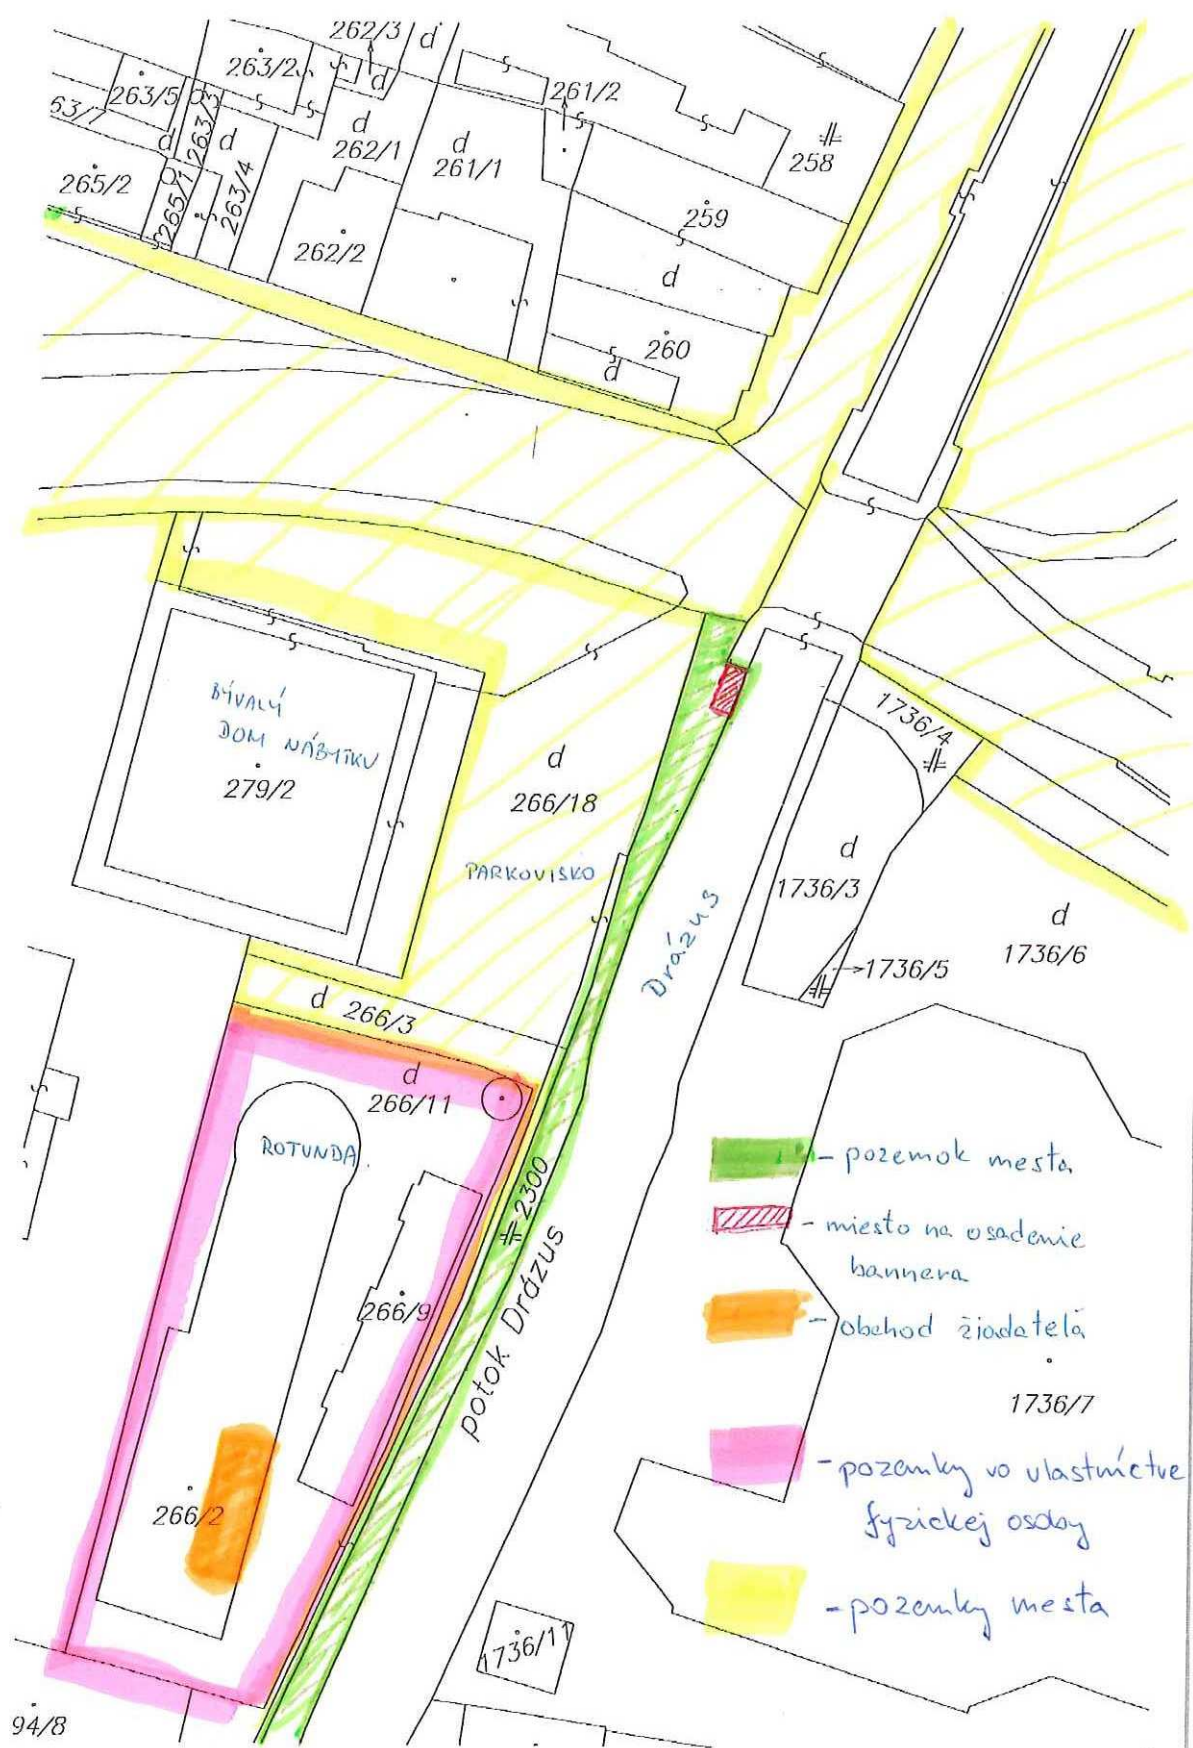 262/3
d
263/2
d
261/2
263/5
d
263/3
63/1
d
d
d
262/1
d
261/1
258
265/2
d
265/1
263/4
259
262/2
d
260
d
BÝVALÝ
DOM NÁBYTKU
279/2
d
266/18
PARKOVISKO
1736/4
d
1736/3
Drázus
d
1736/6
1736/5
d 266/3
d
266/11
ROTUNDA
2300
potok Drázus
266/9
266/2
- pozemok mesta
- miesto na osadenie
bannera
- obchod žiadateľa
1736/7
- pozemky vo vlastníctve
fyzickej osoby
- pozemky mesta
1736/11
94/8